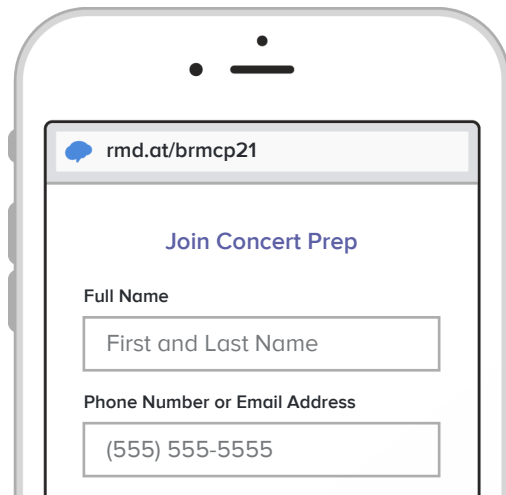 rmd.at/brmcp21
Join Concert Prep
Full Name
First and Last Name
Phone Number or Email Address
(555) 555-5555